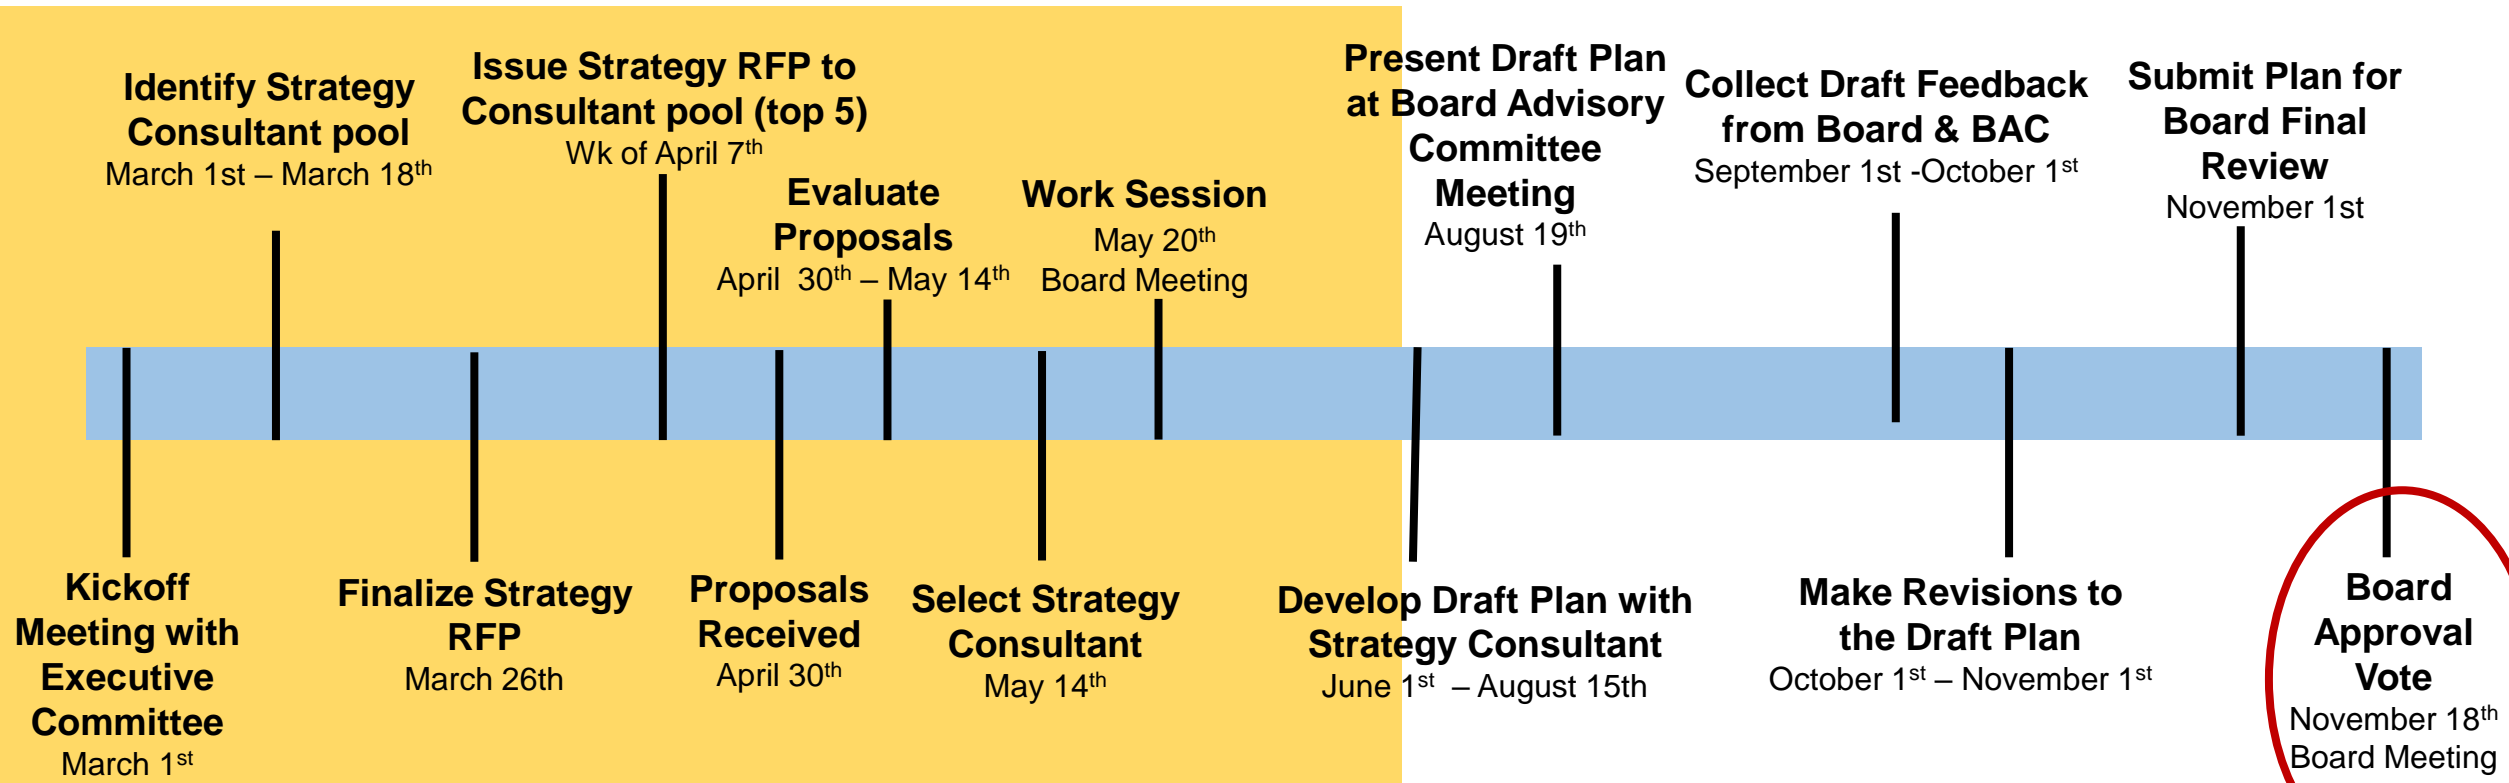 Identify Strategy
Consultant pool
March 1st – March 18th
Issue Strategy RFP to
Consultant pool (top 5)
Wk of April 7th
Evaluate
Proposals
April  30th – May 14th
Work Session
May 20th
Board Meeting
Present Draft Plan
at Board Advisory
Committee
Meeting
August 19th
Collect Draft Feedback
from Board & BAC
September 1st -October 1st
Submit Plan for
Board Final
Review
November 1st
Kickoff
Meeting with
Executive
Committee
March 1st
Finalize Strategy
RFP
March 26th
Proposals
Received
April 30th
Select Strategy
Consultant
May 14th
Develop Draft Plan with
Strategy Consultant
June 1st  – August 15th
Make Revisions to
the Draft Plan
October 1st – November 1st
Board
Approval
Vote
November 18th
Board Meeting